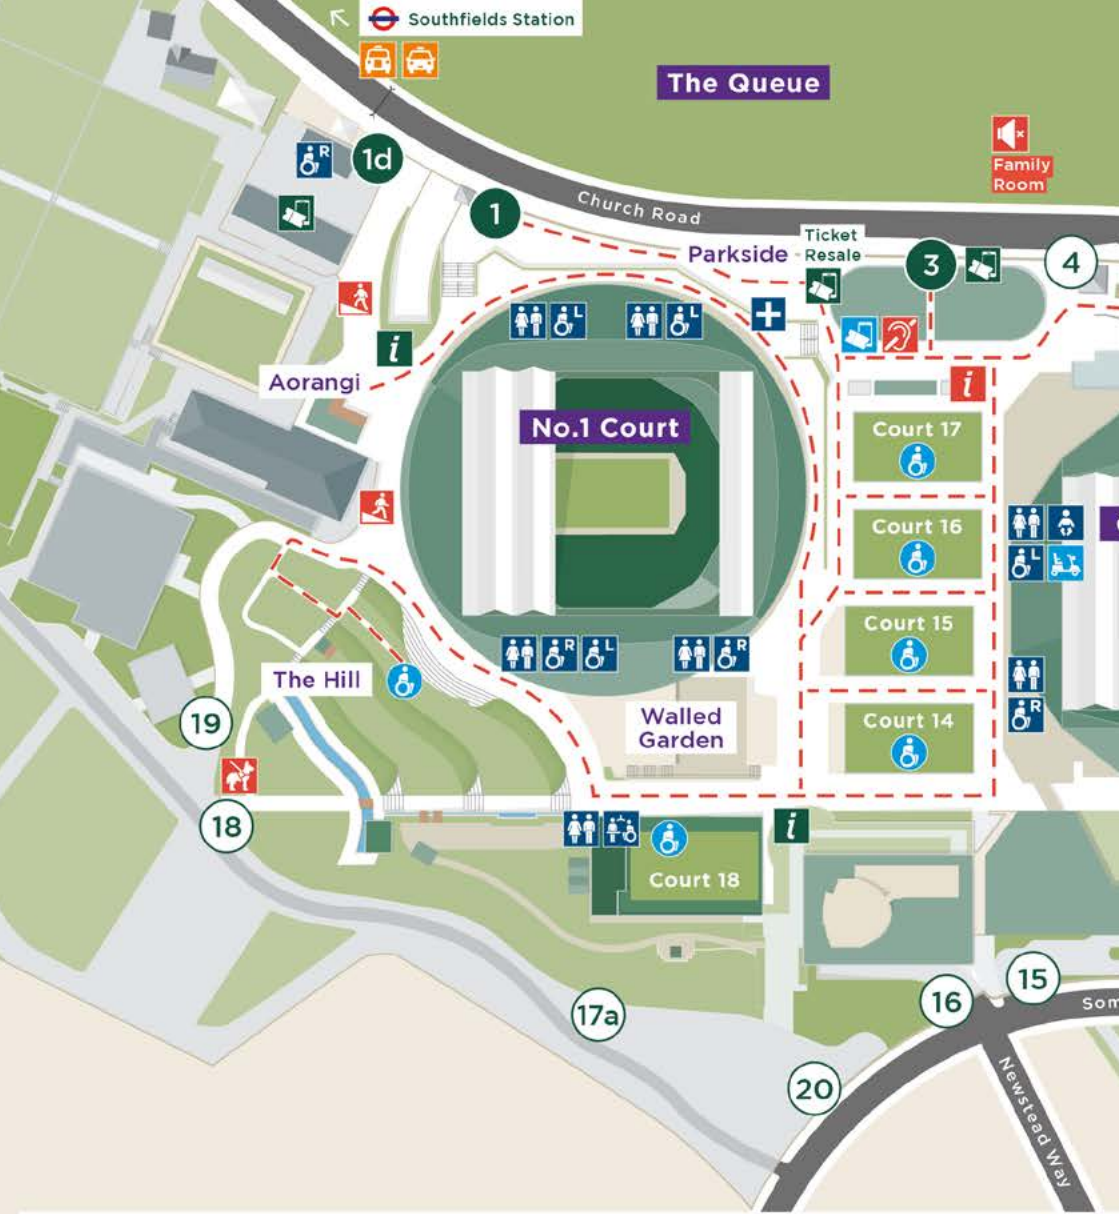 Southfields Station
The Queue
Family
Room
R
1d
1
Church Road
Parkside
Ticket
Resale
3
4
L
L
i
Aorangi
i
No.1 Court
Court 17
Court 16
L
Court 15
R
L
R
The Hill
R
Walled
Garden
Court 14
19
18
i
Court 18
17a
16
15
Som
20
Newstead Way